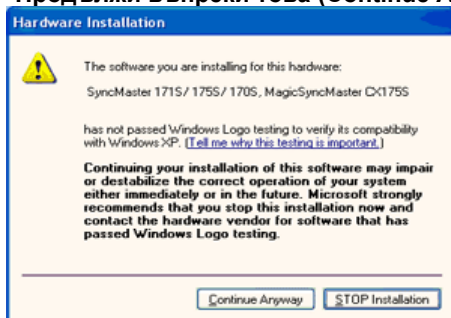 Hardware Installation
The software you are installing for this hardware:
SyncMaster 171S/ 175S/ 170S, MagicSyncMaster CX175S
has not passed Windows Logo testing to verify its compatibility
with Windows XP. (Tell me why this testing is important.)
Continuing your installation of this software may impair
or destabilize the correct operation of your system
either immediately or in the future. Microsoft strongly
recommends that you stop this installation now and
contact the hardware vendor for software that has
passed Windows Logo testing.
Continue Anyway STOP Installation